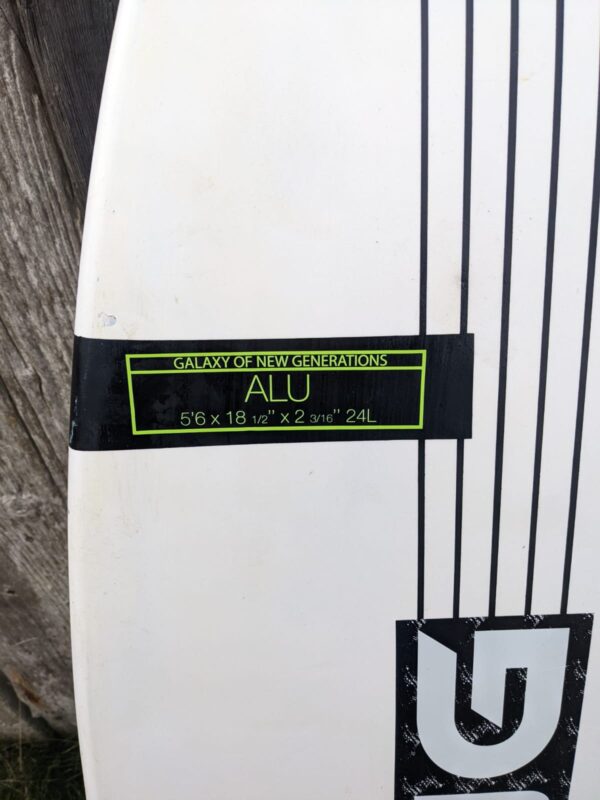 GALAXY OF NEW GENERATIONS
ALU
5'6 x 18 1/2" x 2 3/16" 24L
G